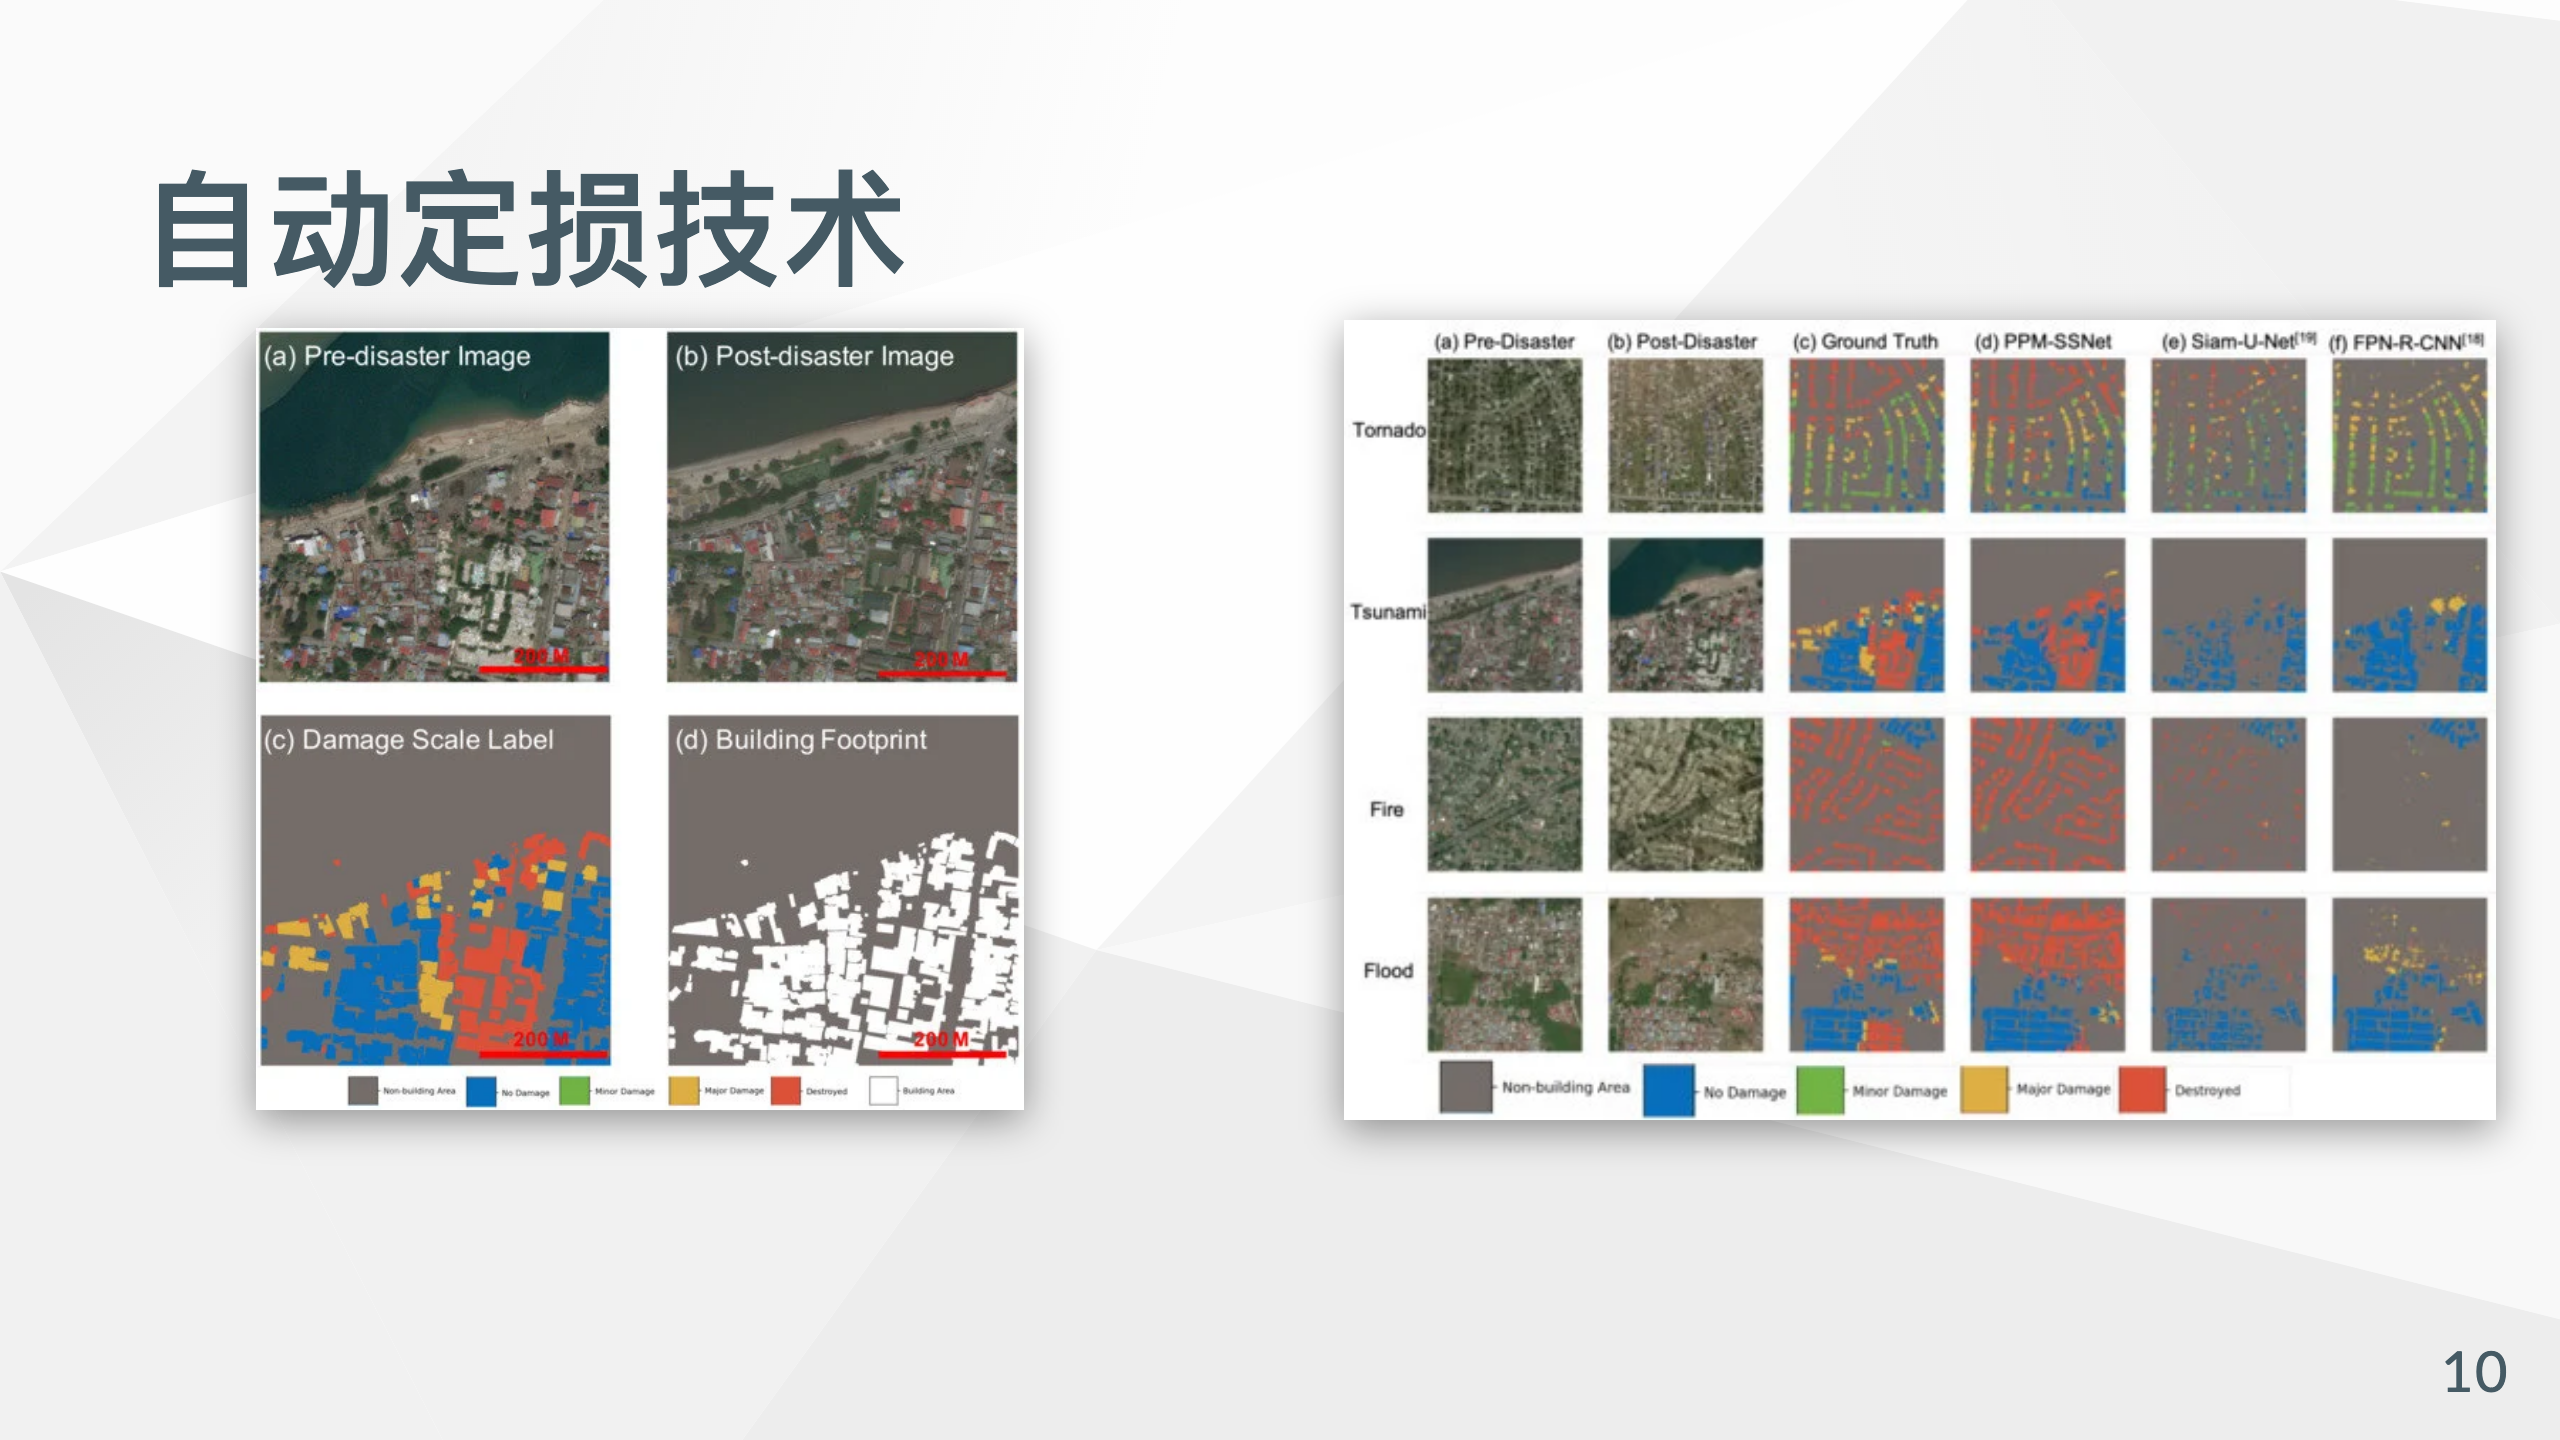 自动定损技术
(a) Pre-disaster Image
(b) Post-disaster Image
200 M
200 M
(c) Damage Scale Label
(d) Building Footprint
200 M
200 M
Non-building Area
No Damage
Minor Damage
Major Damage
Destroyed
Building Area
(a) Pre-Disaster
(b) Post-Disaster
(c) Ground Truth
(d) PPM-SSNet
(e) Siam-U-Net[19]
(f) FPN-R-CNN[18]
Tornado
Tsunami
Fire
Flood
Non-building Area
No Damage
Minor Damage
Major Damage
Destroyed
10